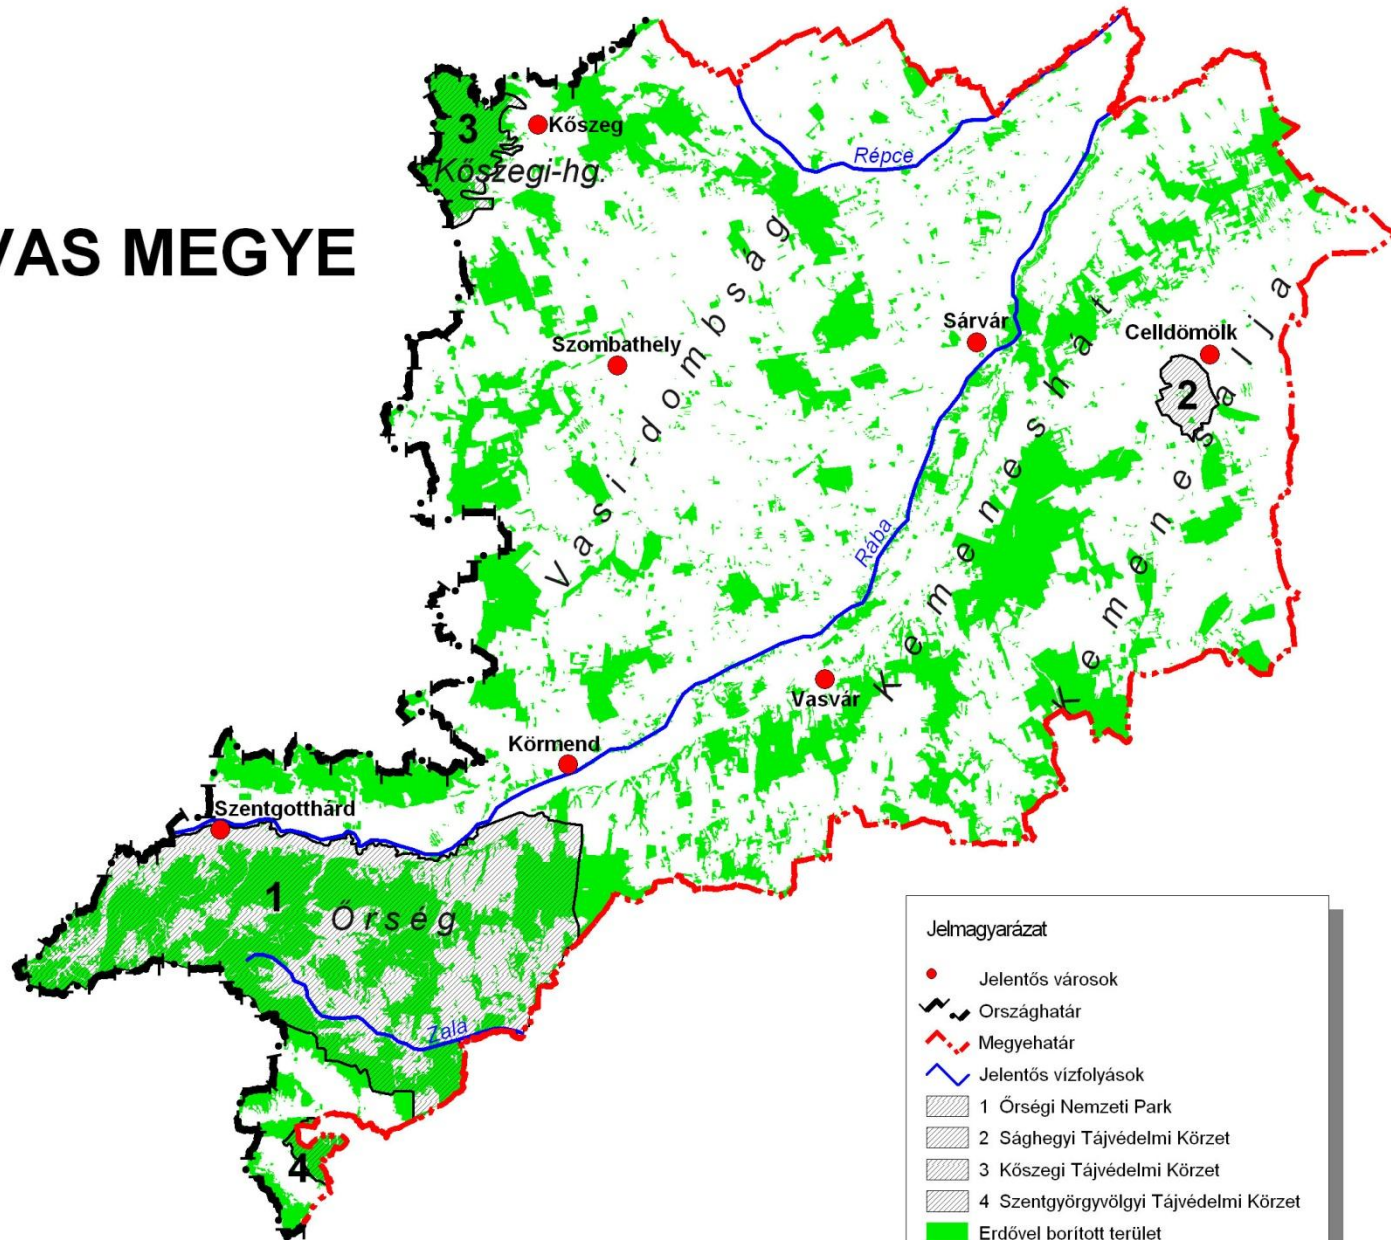 VAS MEGYE
3
Kőszeg
Kőszegi-hg.
Répce
Vasi-dombság
Szombathely
Sárvár
Celldömölk
2
Kemeneshát
Kemenesalja
Rába
Vasvár
Körmend
Szentgotthárd
1
Őrség
Zala
4
Jelmagyarázat
Jelentős városok
Országhatár
Megyehatár
Jelentős vízfolyások
1 Őrségi Nemzeti Park
2 Sághegyi Tájvédelmi Körzet
3 Kőszegi Tájvédelmi Körzet
4 Szentgyörgyvölgyi Tájvédelmi Körzet
Erdővel borított terület